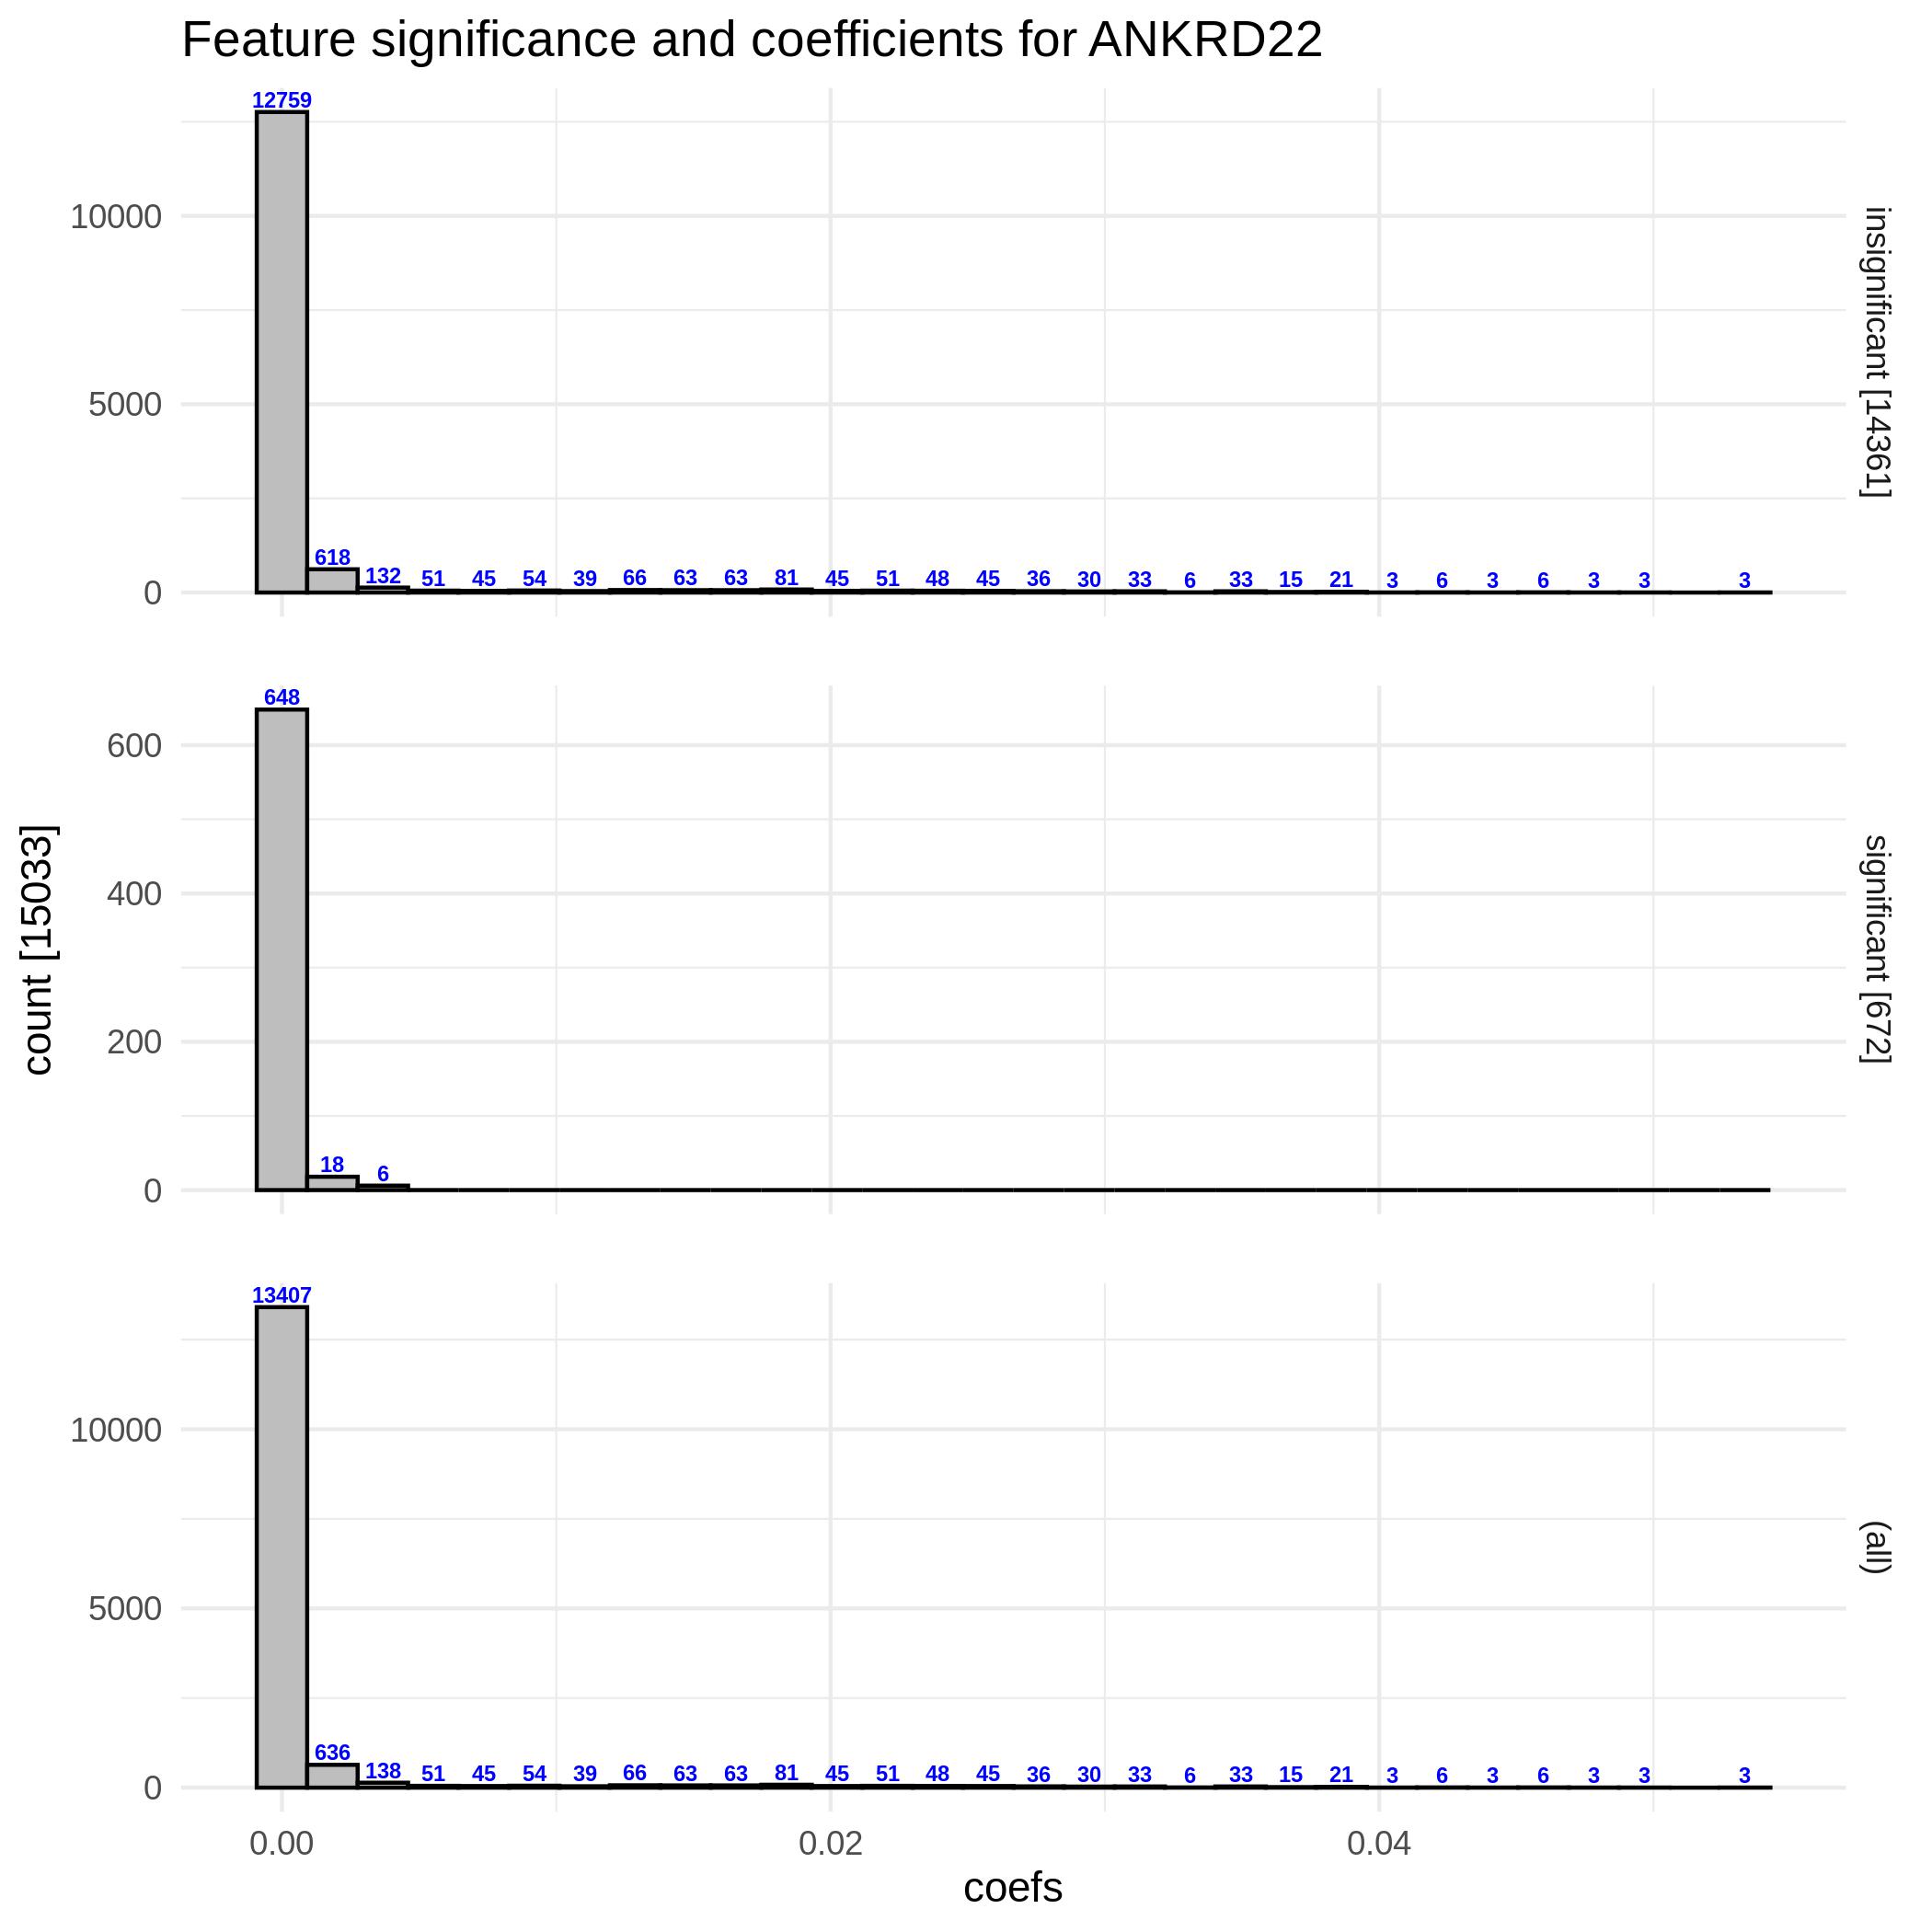 Feature significance and coefficients for ANKRD22
12759
618 132 51 45 54 39 66 63 63 81 45 51 48 45 36 30 33 6 33 15 21 3 6 3 6 3 3 3
10000
5000
0
insignificant [14361]
648
18 6
600
400
200
0
significant [672]
count [15033]
13407
636 138 51 45 54 39 66 63 63 81 45 51 48 45 36 30 33 6 33 15 21 3 6 3 6 3 3 3
10000
5000
0
(all)
0.00 0.02 0.04
coefs